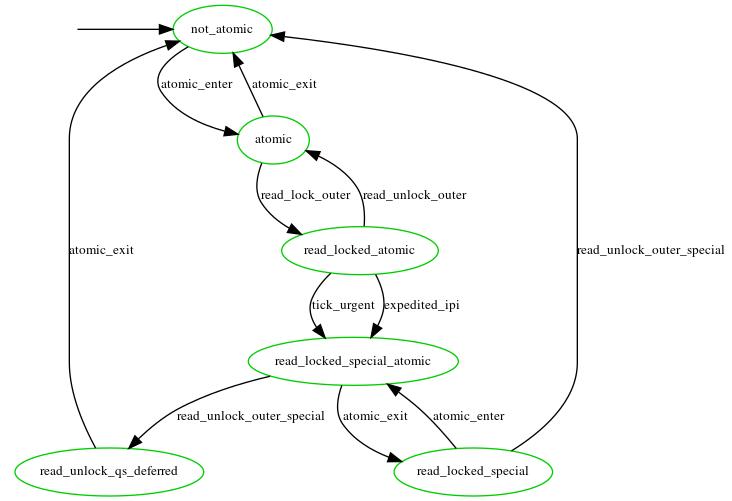 not_atomic
atomic_enter
atomic_exit
atomic
read_lock_outer
read_unlock_outer
read_locked_atomic
atomic_exit
read_unlock_outer_special
tick_urgent
expedited_ipi
read_locked_special_atomic
read_unlock_outer_special
atomic_exit
atomic_enter
read_unlock_qs_deferred
read_locked_special